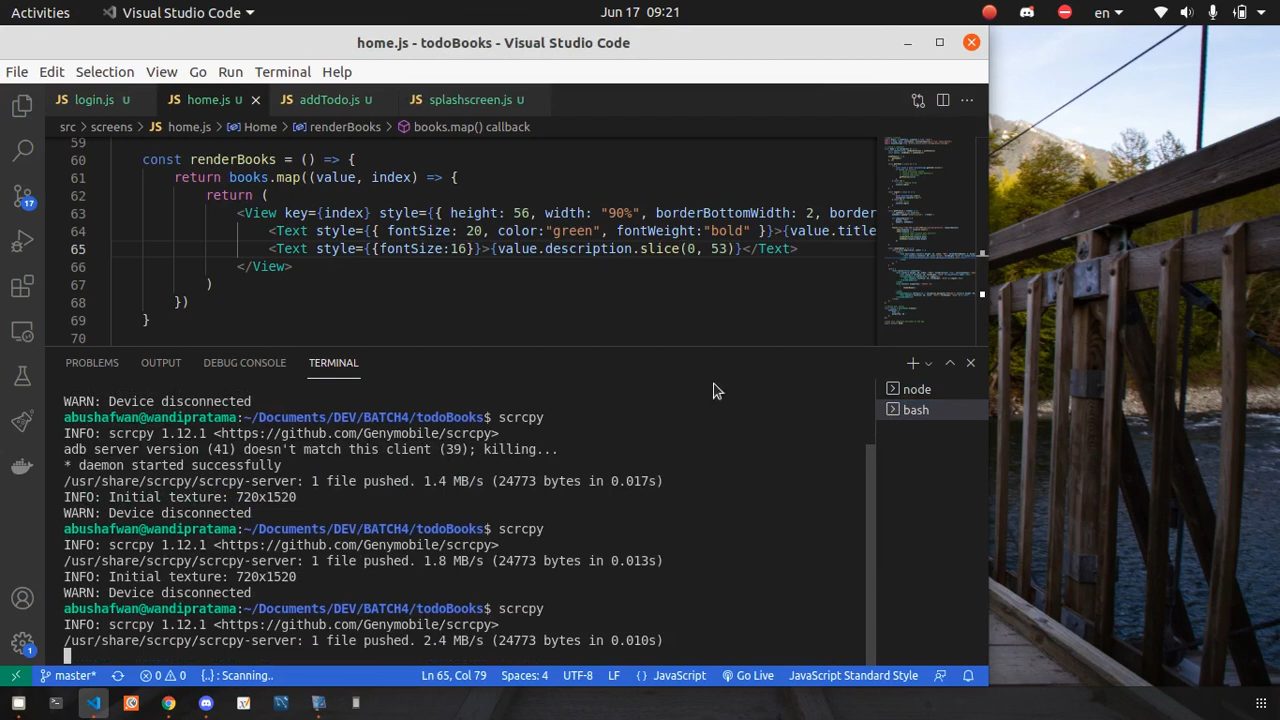 Activities
Visual Studio Code
Jun 17 09:21
en
home.js - todoBooks - Visual Studio Code
File Edit Selection View Go Run Terminal Help
JS login.js U
JS home.js U
JS addTodo.js U
JS splashscreen.js U
src > screens > JS home.js > Home > renderBooks > books.map() callback
59
60 const renderBooks = () => {
61 return books.map((value, index) => {
62 return (
63 <View key={index} style={{ height: 56, width: "90%", borderBottomWidth: 2, border
64 <Text style={{ fontSize: 20, color:"green", fontWeight:"bold" }}>{value.title
65 <Text style={{fontSize:16}}>{value.description.slice(0, 53)}</Text>
66 </View>
67 )
68 })
69 }
70
17
PROBLEMS OUTPUT DEBUG CONSOLE TERMINAL
node
bash
WARN: Device disconnected
abushafwan@wandipratama:~/Documents/DEV/BATCH4/todoBooks$ scrcpy
INFO: scrcpy 1.12.1 <https://github.com/Genymobile/scrcpy>
adb server version (41) doesn't match this client (39); killing...
* daemon started successfully
/usr/share/scrcpy/scrcpy-server: 1 file pushed. 1.4 MB/s (24773 bytes in 0.017s)
INFO: Initial texture: 720x1520
WARN: Device disconnected
abushafwan@wandipratama:~/Documents/DEV/BATCH4/todoBooks$ scrcpy
INFO: scrcpy 1.12.1 <https://github.com/Genymobile/scrcpy>
/usr/share/scrcpy/scrcpy-server: 1 file pushed. 1.8 MB/s (24773 bytes in 0.013s)
INFO: Initial texture: 720x1520
WARN: Device disconnected
abushafwan@wandipratama:~/Documents/DEV/BATCH4/todoBooks$ scrcpy
INFO: scrcpy 1.12.1 <https://github.com/Genymobile/scrcpy>
/usr/share/scrcpy/scrcpy-server: 1 file pushed. 2.4 MB/s (24773 bytes in 0.010s)
1
master* 0 0 {..}: Scanning.. Ln 65, Col 79 Spaces: 4 UTF-8 LF { } JavaScript Go Live JavaScript Standard Style